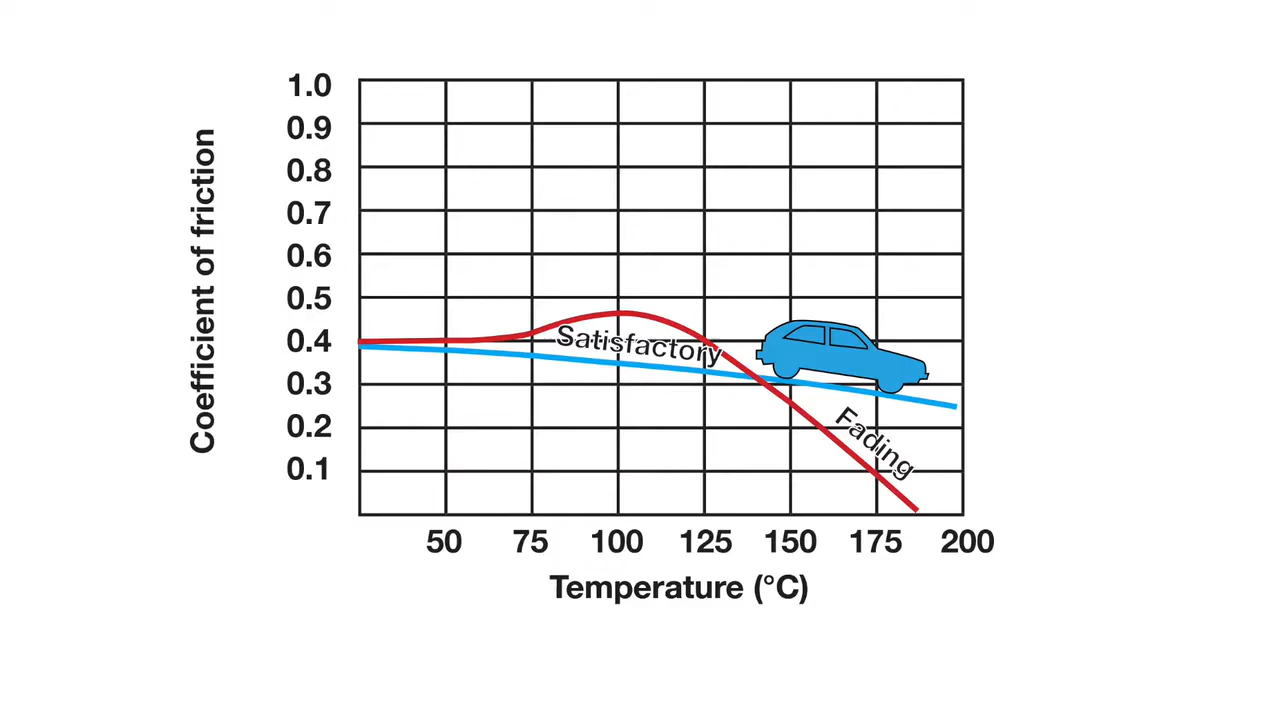 Coefficient of friction
1.0
0.9
0.8
0.7
0.6
0.5
0.4
0.3
0.2
0.1
Satisfactory
Fading
50 75 100 125 150 175 200
Temperature (°C)